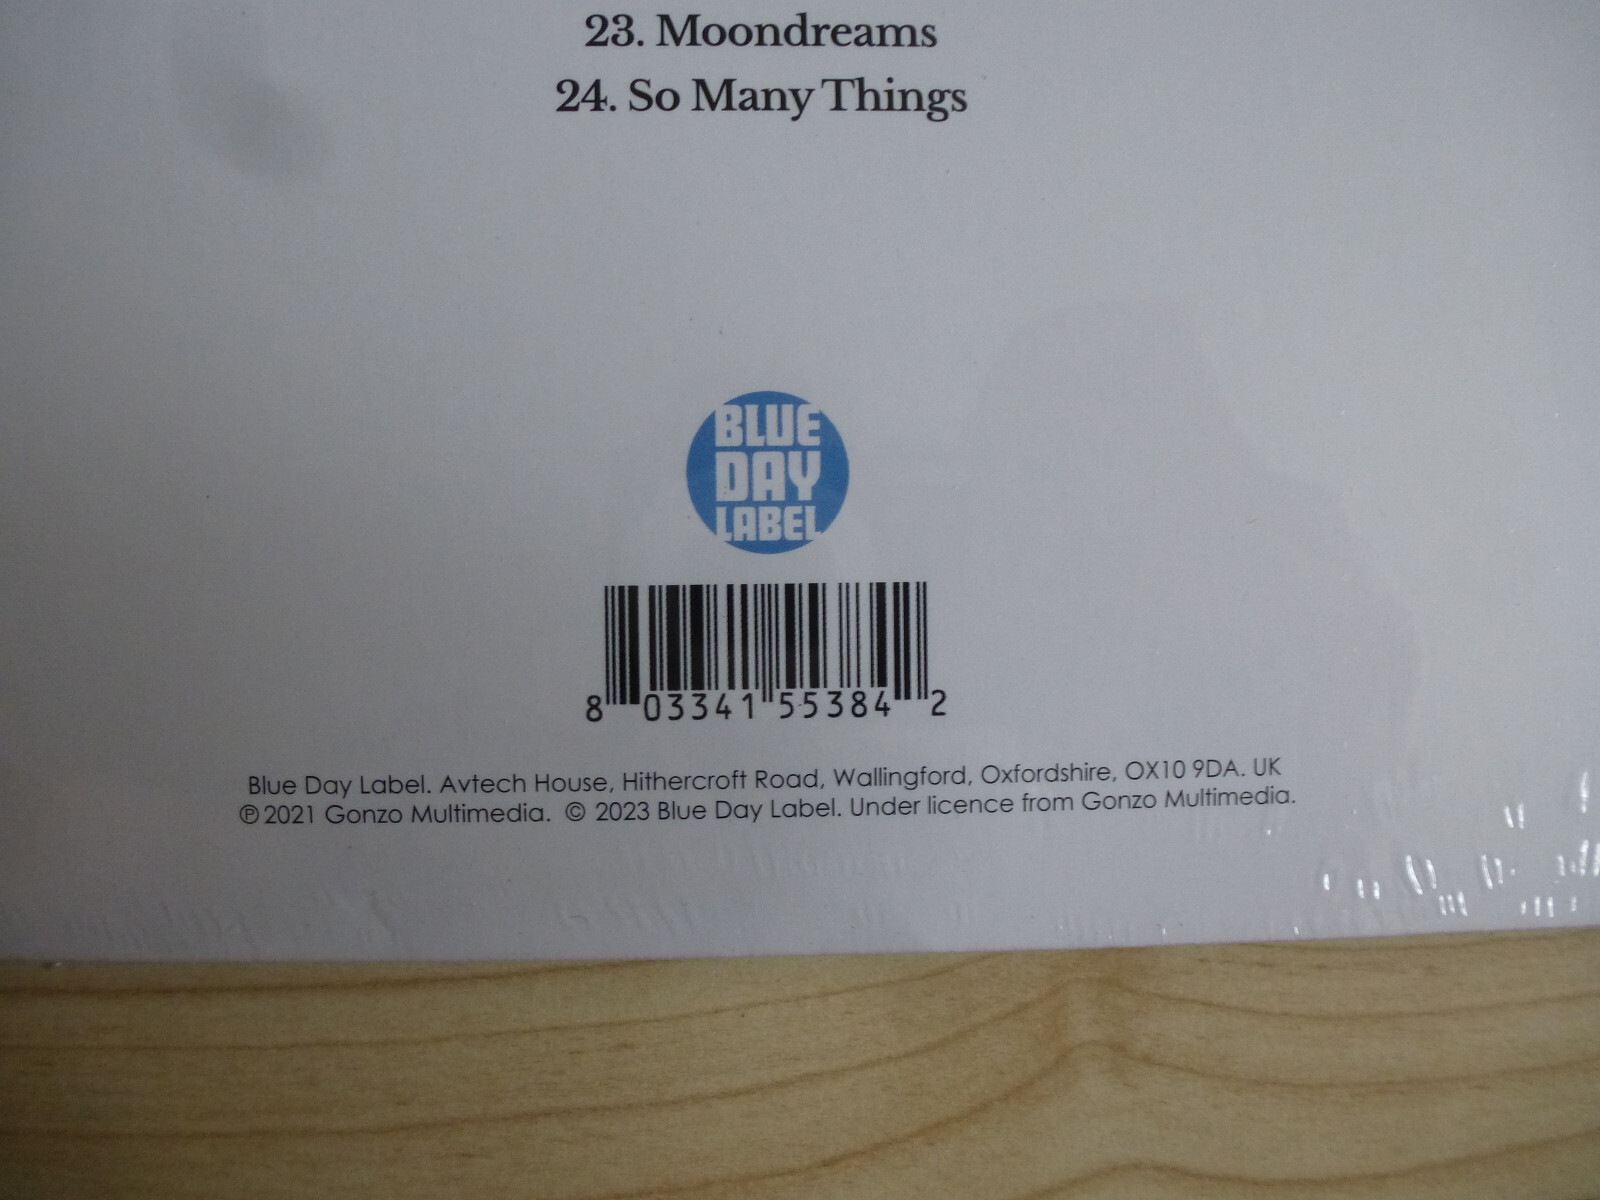 23. Moondreams
24. So Many Things
BLUE
DAY
LABEL
8 03341 55384 2
Blue Day Label. Avtech House, Hithercroft Road, Wallingford, Oxfordshire, OX10 9DA. UK
℗2021 Gonzo Multimedia. © 2023 Blue Day Label. Under licence from Gonzo Multimedia.